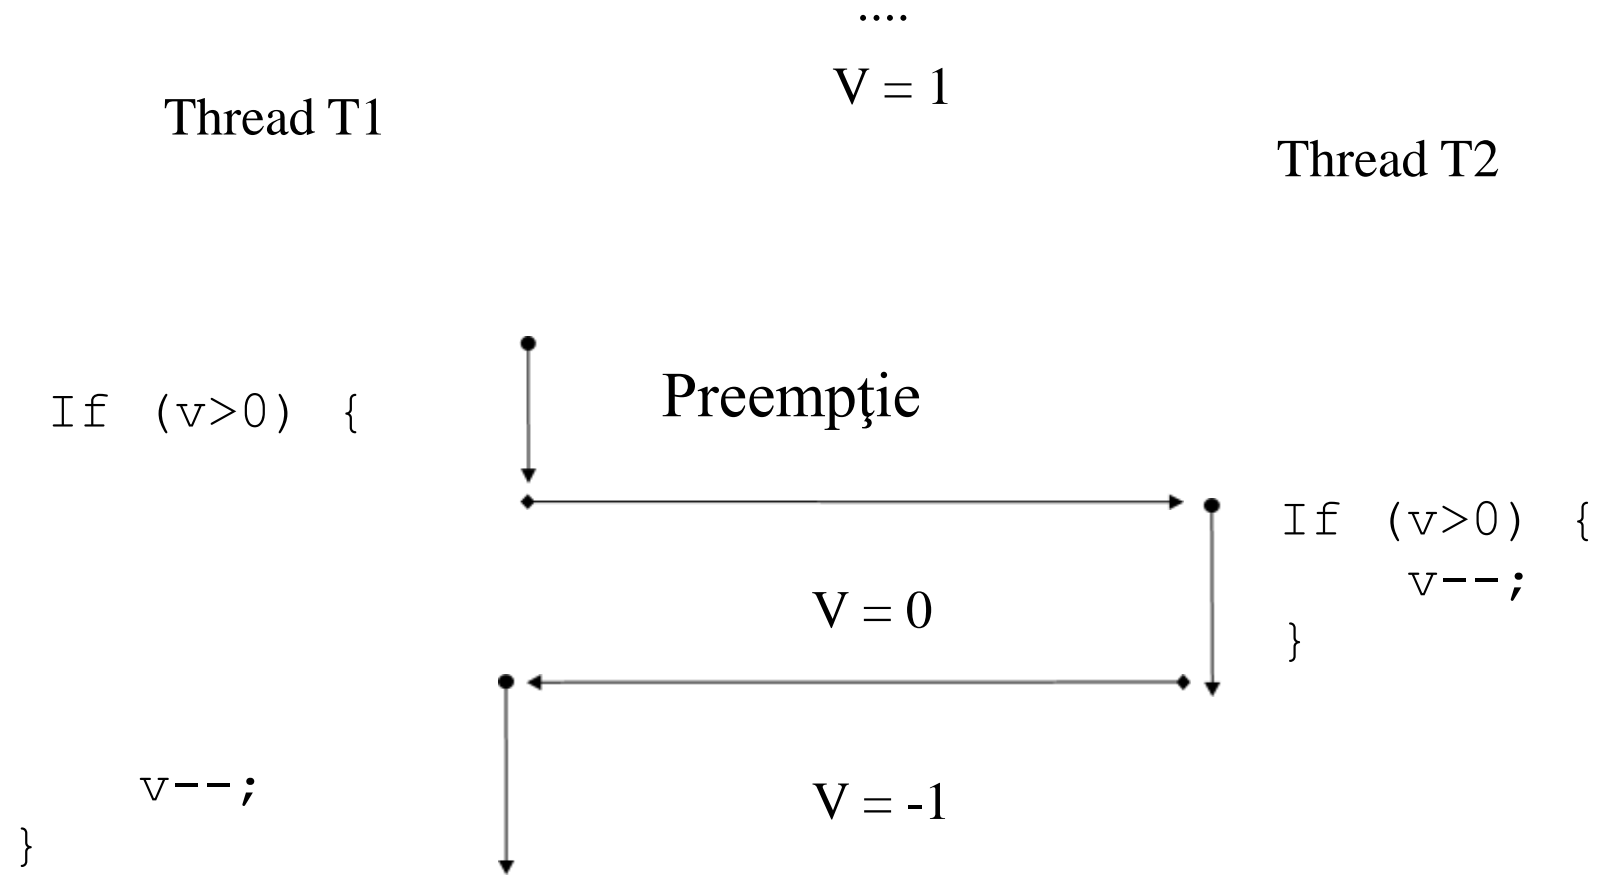 ....
V = 1
Thread T1
Thread T2
Preempţie
If (v>0) {
If (v>0) {
v--;
}
V = 0
v--;
}
V = -1